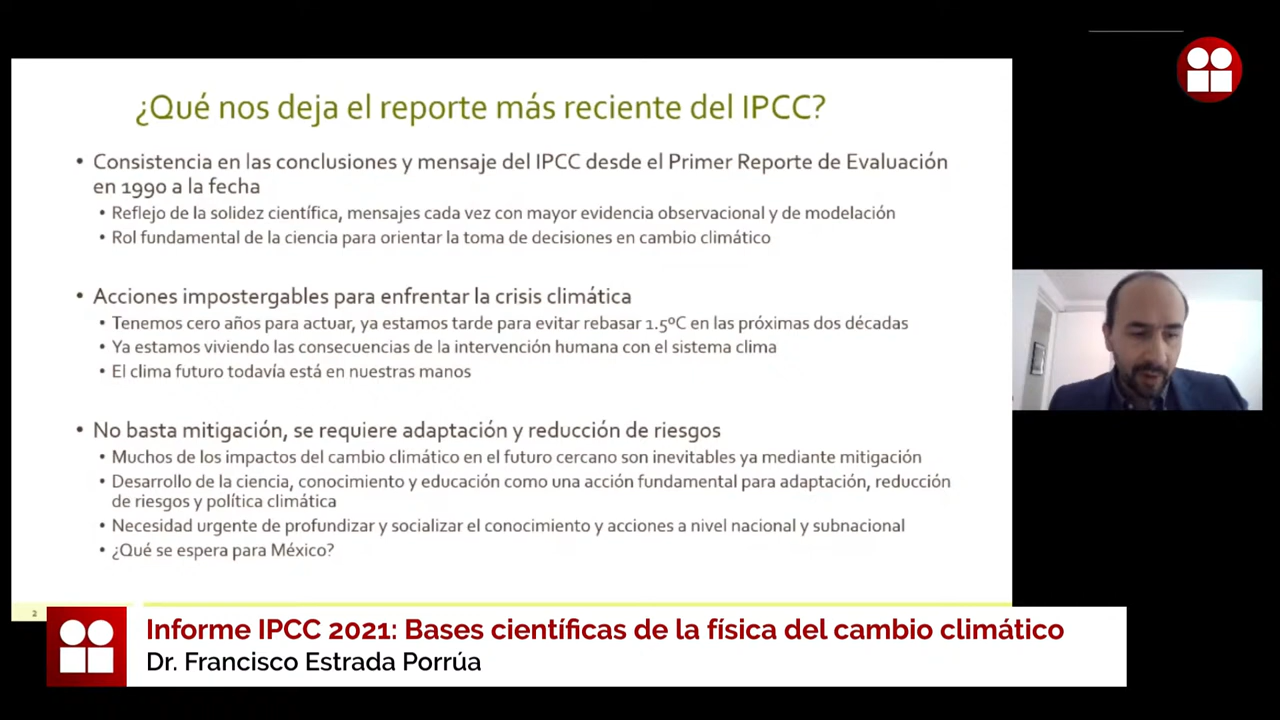 ¿Qué nos deja el reporte más reciente del IPCC?
• Consistencia en las conclusiones y mensaje del IPCC desde el Primer Reporte de Evaluación
en 1990 a la fecha
• Reflejo de la solidez científica, mensajes cada vez con mayor evidencia observacional y de modelación
• Rol fundamental de la ciencia para orientar la toma de decisiones en cambio climático
• Acciones impostergables para enfrentar la crisis climática
• Tenemos cero años para actuar, ya estamos tarde para evitar rebasar 1.5ºC en las próximas dos décadas
• Ya estamos viviendo las consecuencias de la intervención humana con el sistema clima
• El clima futuro todavía está en nuestras manos
• No basta mitigación, se requiere adaptación y reducción de riesgos
• Muchos de los impactos del cambio climático en el futuro cercano son inevitables ya mediante mitigación
• Desarrollo de la ciencia, conocimiento y educación como una acción fundamental para adaptación, reducción
de riesgos y política climática
• Necesidad urgente de profundizar y socializar el conocimiento y acciones a nivel nacional y subnacional
• ¿Qué se espera para México?
2
Informe IPCC 2021: Bases científicas de la física del cambio climático
Dr. Francisco Estrada Porrúa